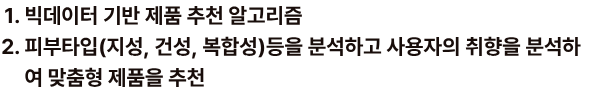 1. 빅데이터 기반 제품 추천 알고리즘
2. 피부타입(지성, 건성, 복합성)등을 분석하고 사용자의 취향을 분석하
여 맞춤형 제품을 추천